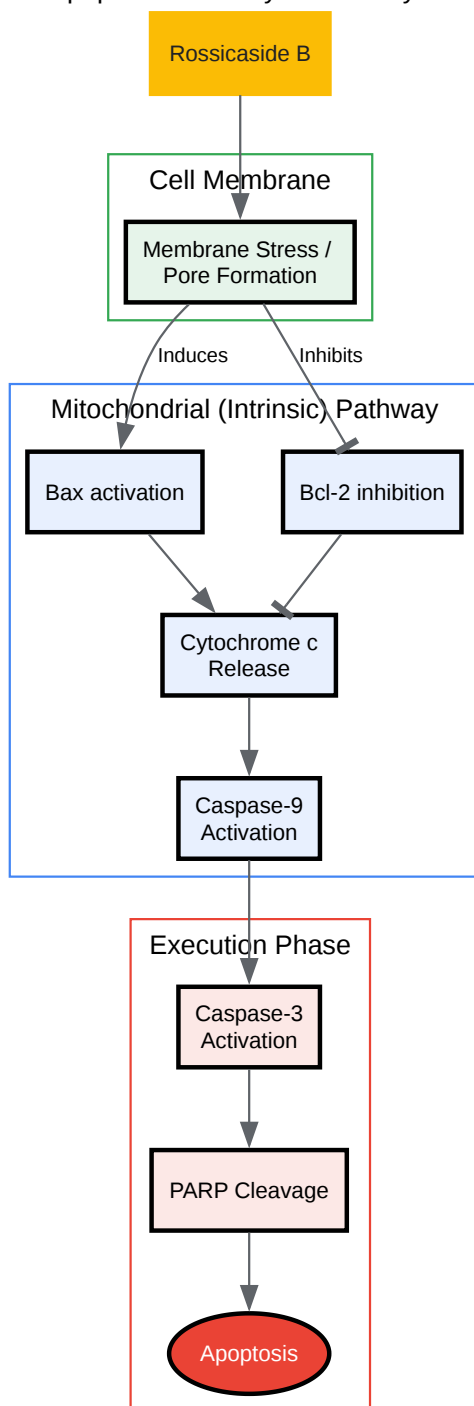 Rossicaside B
Cell Membrane
Membrane Stress /
Pore Formation
Induces
Inhibits
Mitochondrial (Intrinsic) Pathway
Bax activation
Bcl-2 inhibition
Cytochrome c
Release
Caspase-9
Activation
Execution Phase
Caspase-3
Activation
PARP Cleavage
Apoptosis